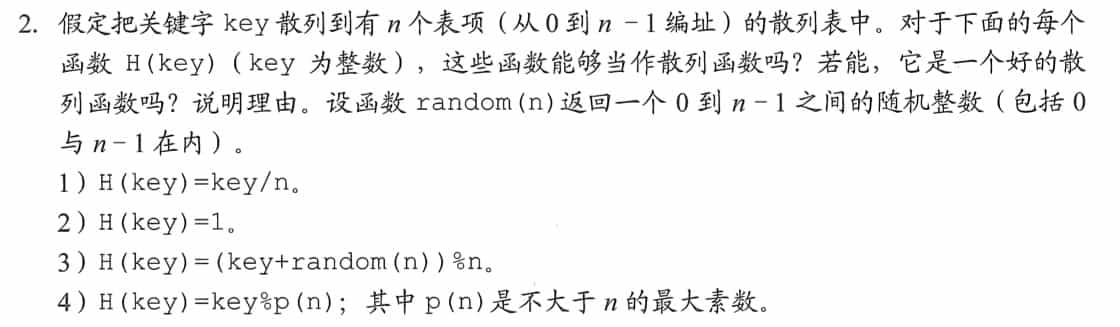 2. 假定把关键字 key 散列到有 n 个表项（从 0 到 n - 1 编址）的散列表中。对于下面的每个
函数 H(key)（key 为整数），这些函数能够当作散列函数吗？若能，它是一个好的散
列函数吗？说明理由。设函数 random(n)返回一个 0 到 n - 1 之间的随机整数（包括 0
与 n - 1 在内）。
1）H(key)=key/n。
2）H(key)=1。
3）H(key)=(key+random(n))%n。
4）H(key)=key%p(n)；其中 p(n)是不大于 n 的最大素数。